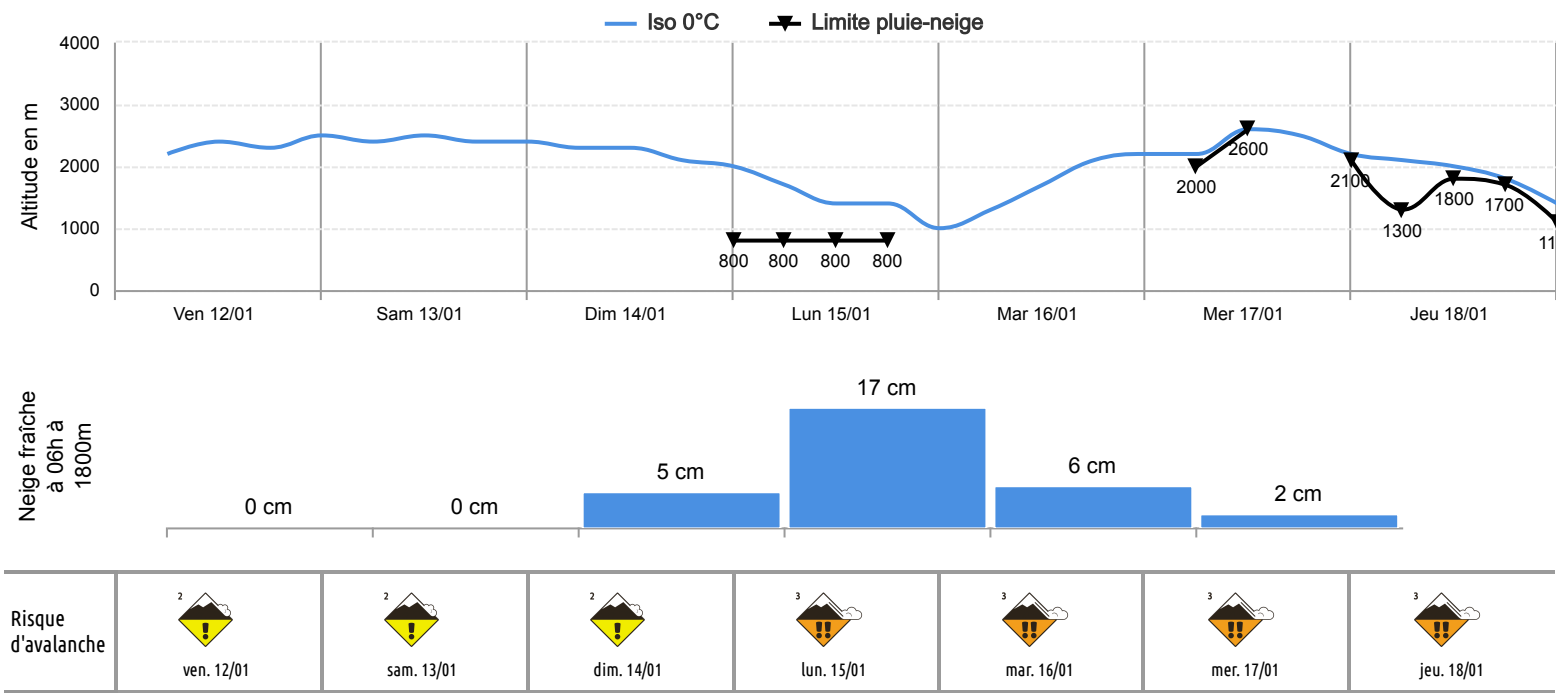 Iso 0°C Limite pluie-neige
4000
3000
2000
1000
0
Altitude en m
2600
2000
2100
1800
1700
1300
11
800 800 800 800
Ven 12/01 Sam 13/01 Dim 14/01 Lun 15/01 Mar 16/01 Mer 17/01 Jeu 18/01
Neige fraîche
à 06h à
1800m
0 cm 0 cm 5 cm 17 cm 6 cm 2 cm
Risque
d'avalanche
2 2 2 3 3 3 3
ven. 12/01 sam. 13/01 dim. 14/01 lun. 15/01 mar. 16/01 mer. 17/01 jeu. 18/01